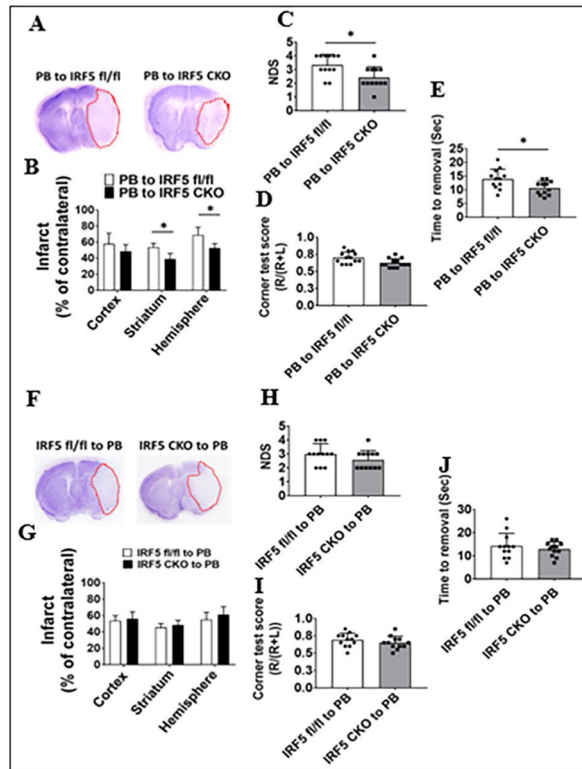 A
PB to IRF5 fl/fl
PB to IRF5 CKO
B
PB to IRF5 fl/fl
PB to IRF5 CKO
Infarct
(% of contralateral)
100
80
60
40
20
0
*
*
Cortex
Striatum
Hemisphere
C
NDS
5
4
3
2
1
0
*
PB to IRF5 fl/fl
PB to IRF5 CKO
D
Corner test score
(R/(R+L)
1.0
0.8
0.5
0.2
0.0
PB to IRF5 fl/fl
PB to IRF5 CKO
E
Time to removal (Sec)
25
20
15
10
5
0
*
PB to IRF5 fl/fl
PB to IRF5 CKO
F
IRF5 fl/fl to PB
IRF5 CKO to PB
G
IRF5 fl/fl to PB
IRF5 CKO to PB
Infarct
(% of contralateral)
100
80
60
40
20
0
Cortex
Striatum
Hemisphere
H
NDS
5
4
3
2
1
0
IRF5 fl/fl to PB
IRF5 CKO to PB
I
Corner test score
(R/(R+L))
1.0
0.8
0.5
0.2
0.0
IRF5 fl/fl to PB
IRF5 CKO to PB
J
Time to removal (Sec)
30
20
10
0
IRF5 fl/fl to PB
IRF5 CKO to PB